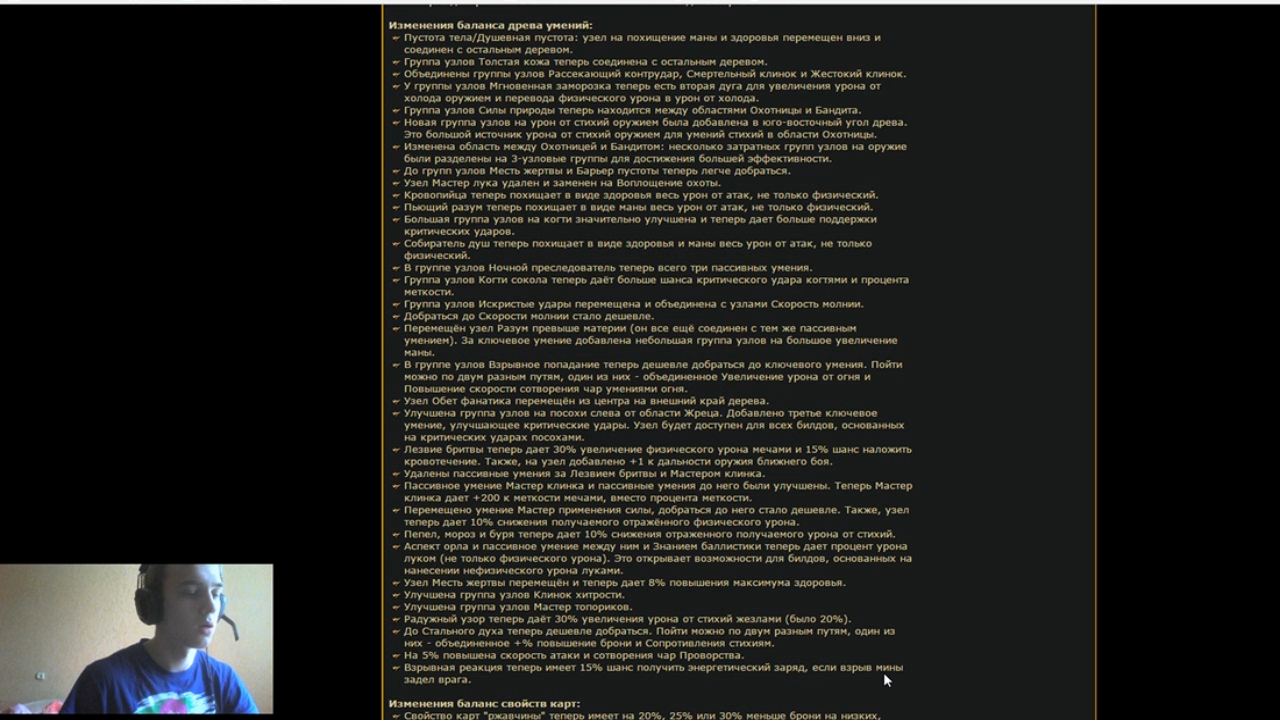 Изменения баланса древа умений:
Пустота тела/Душевная пустота: узел на похищение маны и здоровья перемещен вниз и
соединен с остальным деревом.
Группа узлов Толстая кожа теперь соединена с остальным деревом.
Объединены группы узлов Рассекающий контрудар, Смертельный клинок и Жестокий клинок.
У группы узлов Мгновенная заморозка теперь есть вторая дуга для увеличения урона от
холода оружием и перевода физического урона в урон от холода.
Группа узлов Силы природы теперь находится между областями Охотницы и Бандита.
Новая группа узлов на урон от стихий оружием была добавлена в юго-восточный угол древа.
Это большой источник урона от стихий оружием для умений стихий в области Охотницы.
Изменена область между Охотницей и Бандитом: несколько затратных групп узлов на оружие
были разделены на 3-узловые группы для достижения большей эффективности.
До групп узлов Месть жертвы и Барьер пустоты теперь легче добраться.
Узел Мастер лука удален и заменен на Воплощение охоты.
Кровопийца теперь похищает в виде здоровья весь урон от атак, не только физический.
Пьющий разум теперь похищает в виде маны весь урон от атак, не только физический.
Большая группа узлов на когти значительно улучшена и теперь дает больше поддержки
критических ударов.
Собиратель душ теперь похищает в виде здоровья и маны весь урон от атак, не только
физический.
В группе узлов Ночной преследователь теперь всего три пассивных умения.
Группа узлов Когти сокола теперь даёт больше шанса критического удара когтями и процента
меткости.
Группа узлов Искристые удары перемещена и объединена с узлами Скорость молнии.
Добраться до Скорости молнии стало дешевле.
Перемещён узел Разум превыше материи (он все ещё соединен с тем же пассивным
умением). За ключевое умение добавлена небольшая группа узлов на большое увеличение
маны.
В группе узлов Взрывное попадание теперь дешевле добраться до ключевого умения. Пойти
можно по двум разным путям, один из них - объединенное Увеличение урона от огня и
Повышение скорости сотворения чар умениями огня.
Узел Обет фанатика перемещён из центра на внешний край дерева.
Улучшена группа узлов на посохи слева от области Жреца. Добавлено третье ключевое
умение, улучшающее критические удары. Узел будет доступен для всех билдов, основанных
на критических ударах посохами.
Лезвие бритвы теперь дает 30% увеличение физического урона мечами и 15% шанс наложить
кровотечение. Также, на узел добавлено +1 к дальности оружия ближнего боя.
Удалены пассивные умения за Лезвием бритвы и Мастером клинка.
Пассивное умение Мастер клинка и пассивные умения до него были улучшены. Теперь Мастер
клинка дает +200 к меткости мечами, вместо процента меткости.
Перемещено умение Мастер применения силы, добраться до него стало дешевле. Также, узел
теперь дает 10% снижения получаемого отражённого физического урона.
Пепел, мороз и буря теперь дает 10% снижения отраженного получаемого урона от стихий.
Аспект орла и пассивное умение между ним и Знанием баллистики теперь дает процент урона
луком (не только физического урона). Это открывает возможности для билдов, основанных на
нанесении нефизического урона луками.
Узел Месть жертвы перемещён и теперь дает 8% повышения максимума здоровья.
Улучшена группа узлов Клинок хитрости.
Улучшена группа узлов Мастер топориков.
Радужный узор теперь даёт 30% увеличения урона от стихий жезлами (было 20%).
До Стального духа теперь дешевле добраться. Пойти можно по двум разным путям, один из
них - объединенное +% повышение брони и Сопротивления стихиям.
На 5% повышена скорость атаки и сотворения чар Проворства.
Взрывная реакция теперь имеет 15% шанс получить энергетический заряд, если взрыв мины
задел врага.
Изменения баланс свойств карт:
Свойство карт "ржавчины" теперь имеет на 20%, 25% или 30% меньше брони на низких,